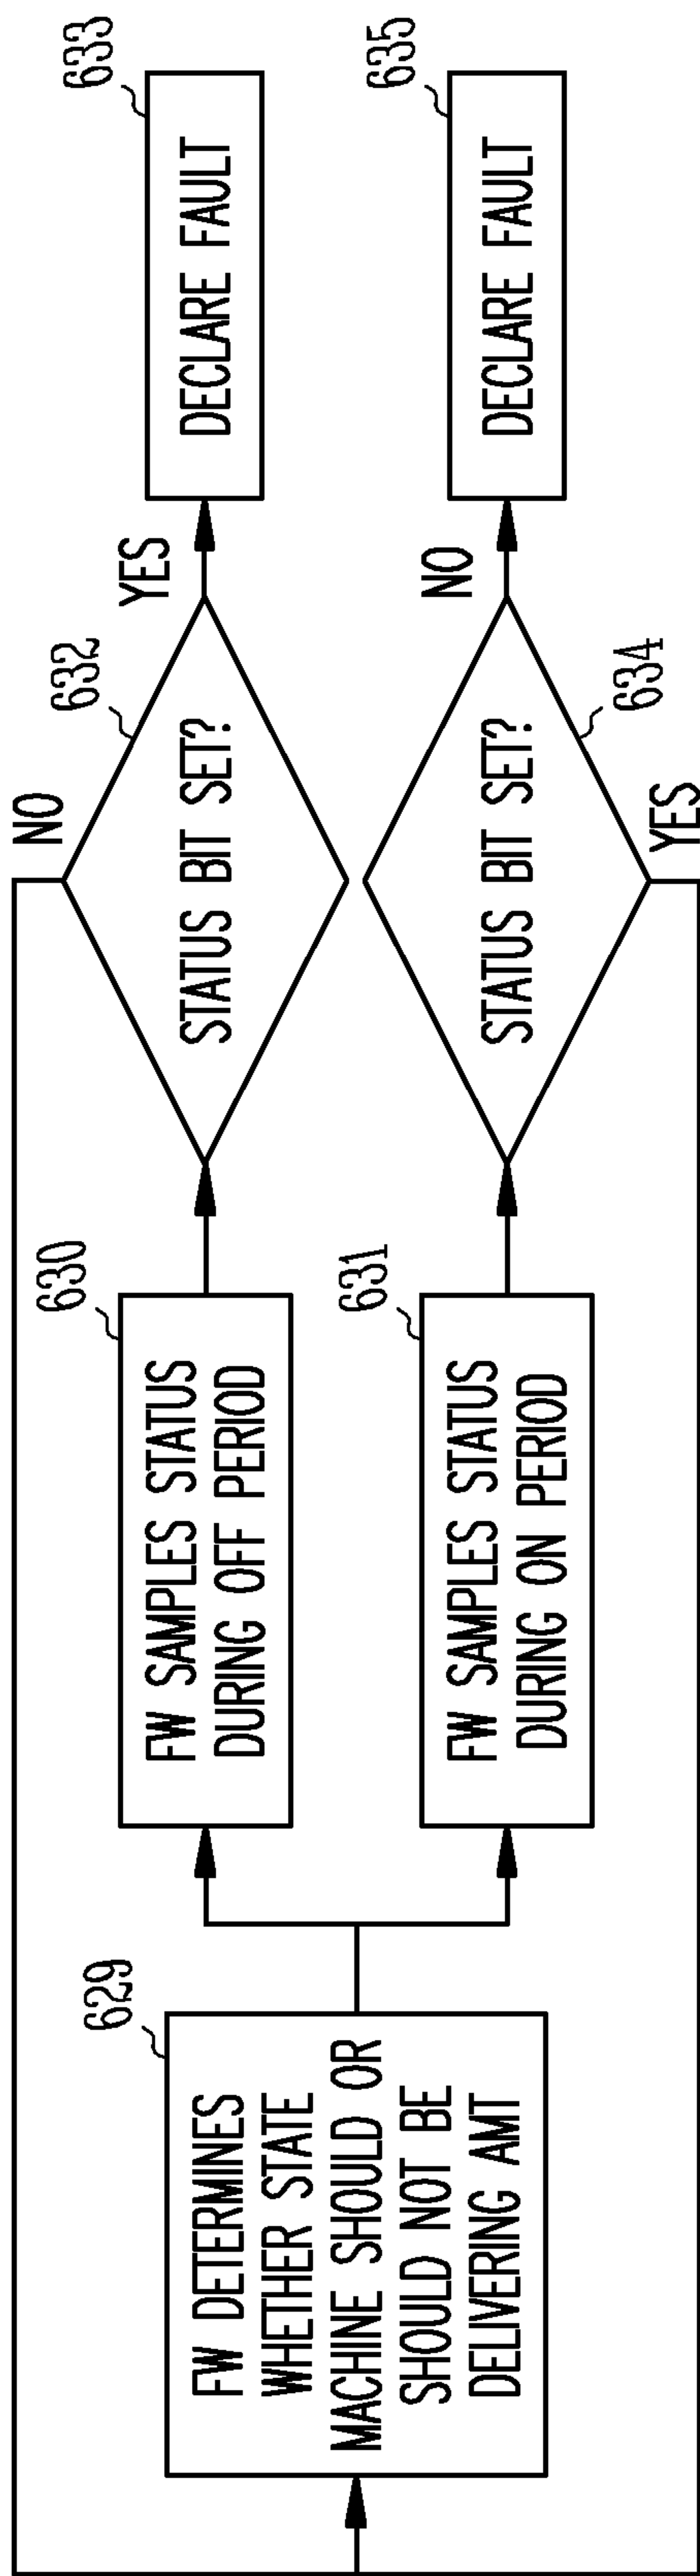 629
FW DETERMINES
WHETHER STATE
MACHINE SHOULD OR
SHOULD NOT BE
DELIVERING AMT
630
FW SAMPLES STATUS
DURING OFF PERIOD
NO
632
STATUS BIT SET?
YES
633
DECLARE FAULT
631
FW SAMPLES STATUS
DURING ON PERIOD
STATUS BIT SET?
634
YES
NO
635
DECLARE FAULT